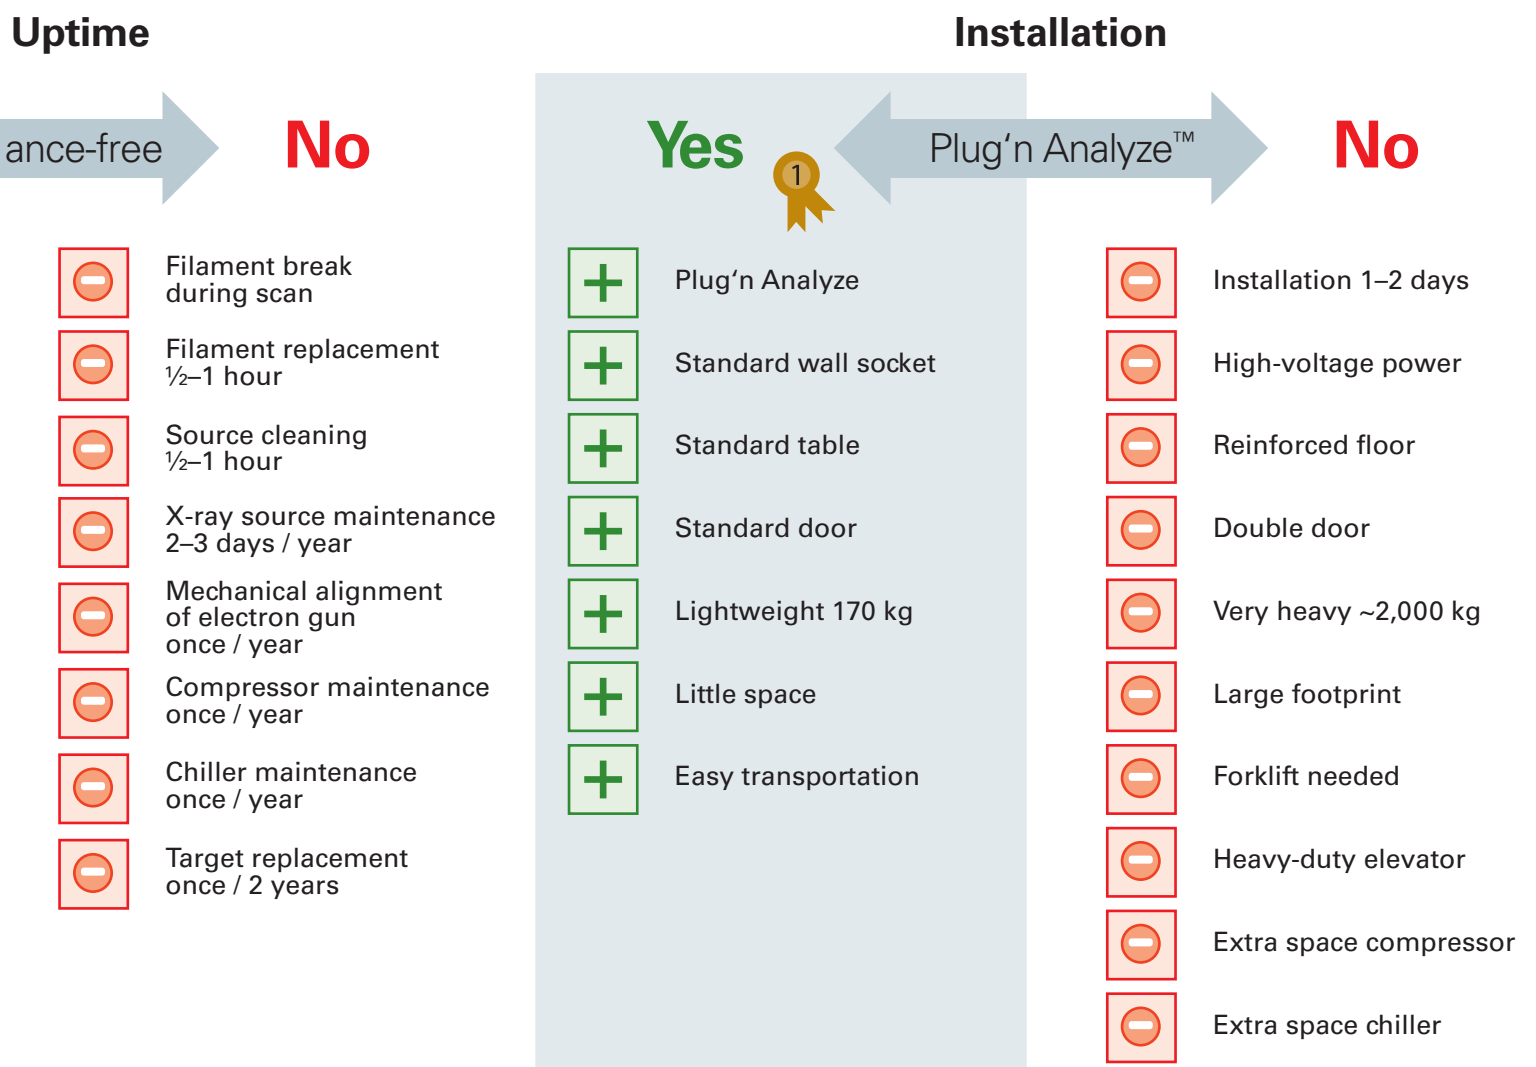 Uptime
ance-free
No
Filament break
during scan
Filament replacement
½–1 hour
Source cleaning
½–1 hour
X-ray source maintenance
2–3 days / year
Mechanical alignment
of electron gun
once / year
Compressor maintenance
once / year
Chiller maintenance
once / year
Target replacement
once / 2 years
Installation
Yes
1
Plug‘n Analyze™
No
Plug‘n Analyze
Standard wall socket
Standard table
Standard door
Lightweight 170 kg
Little space
Easy transportation
Installation 1–2 days
High-voltage power
Reinforced floor
Double door
Very heavy ~2,000 kg
Large footprint
Forklift needed
Heavy-duty elevator
Extra space compressor
Extra space chiller